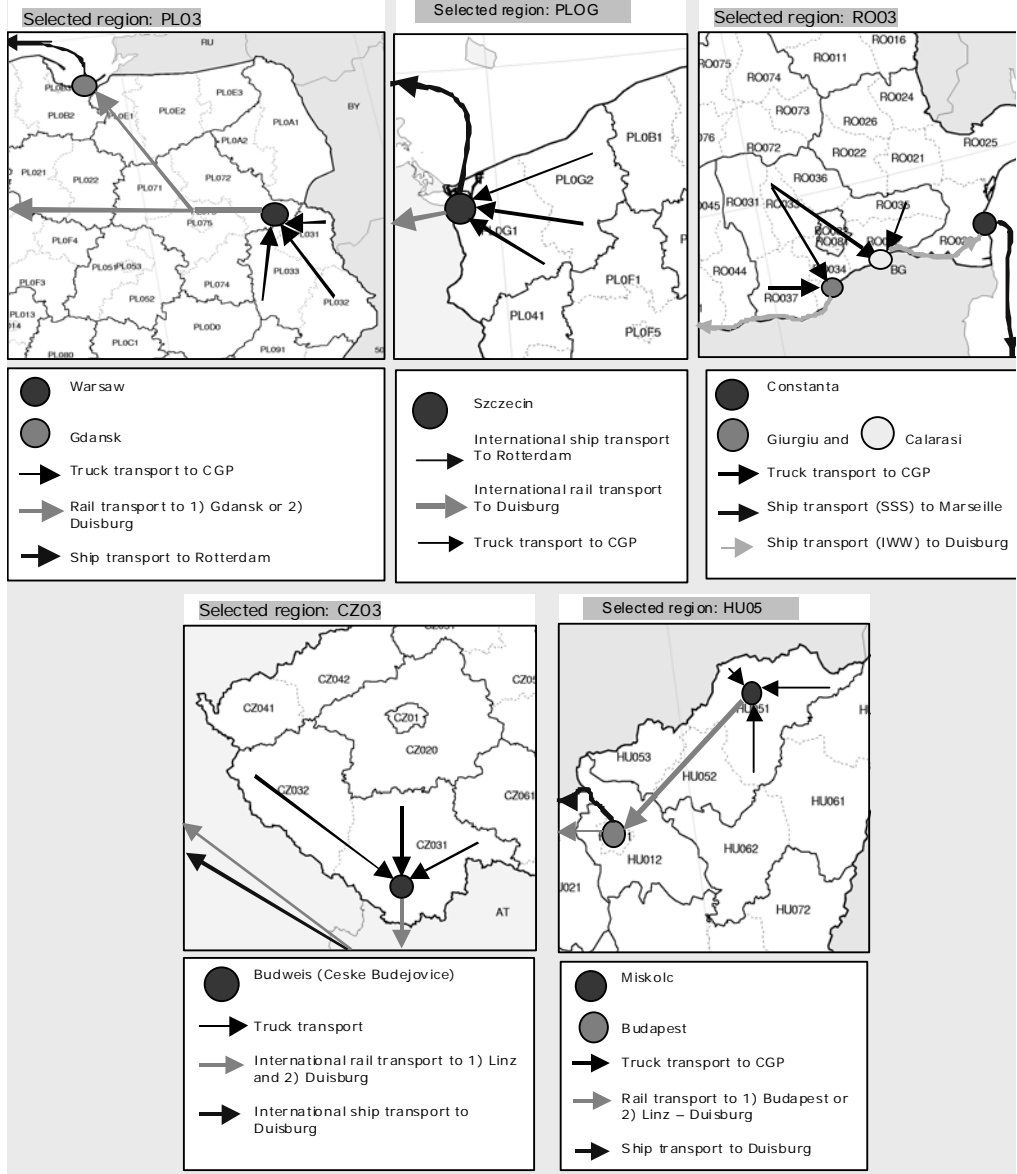 Selected region: PL03
RU
BY
PL0B2
PL0E1
PL0E2
PL0E3
PL0A1
PL0A2
PL021
PL022
PL071
PL072
PL075
PL0F4
PL051
PL053
PL0F3
PL052
PL074
PL033
PL032
PL013
PL0C1
PL0D0
PL091
PL080
Warsaw
Gdansk
Truck transport to CGP
Rail transport to 1) Gdansk or 2)
Duisburg
Ship transport to Rotterdam
Selected region: PLOG
PL0B1
PL0G2
PL0G1
PL0F1
PL041
PL0F5
Szczecin
International ship transport
To Rotterdam
International rail transport
To Duisburg
Truck transport to CGP
Selected region: RO03
RO016
RO011
RO075
RO074
RO024
RO073
RO026
RO025
RO072
RO022
RO021
RO036
RO031
RO033
RO035
RO044
RO037
BG
Constanta
Giurgiu and
Calarasi
Truck transport to CGP
Ship transport (SSS) to Marseille
Ship transport (IWW) to Duisburg
Selected region: CZ03
CZ042
CZ041
CZ01
CZ020
CZ032
CZ061
CZ031
AT
Budweis (Ceske Budejovice)
Truck transport
International rail transport to 1) Linz
and 2) Duisburg
International ship transport to
Duisburg
Selected region: HU05
HU051
HU053
HU052
HU061
HU012
HU062
HU072
Miskolc
Budapest
Truck transport to CGP
Rail transport to 1) Budapest or
2) Linz – Duisburg
Ship transport to Duisburg